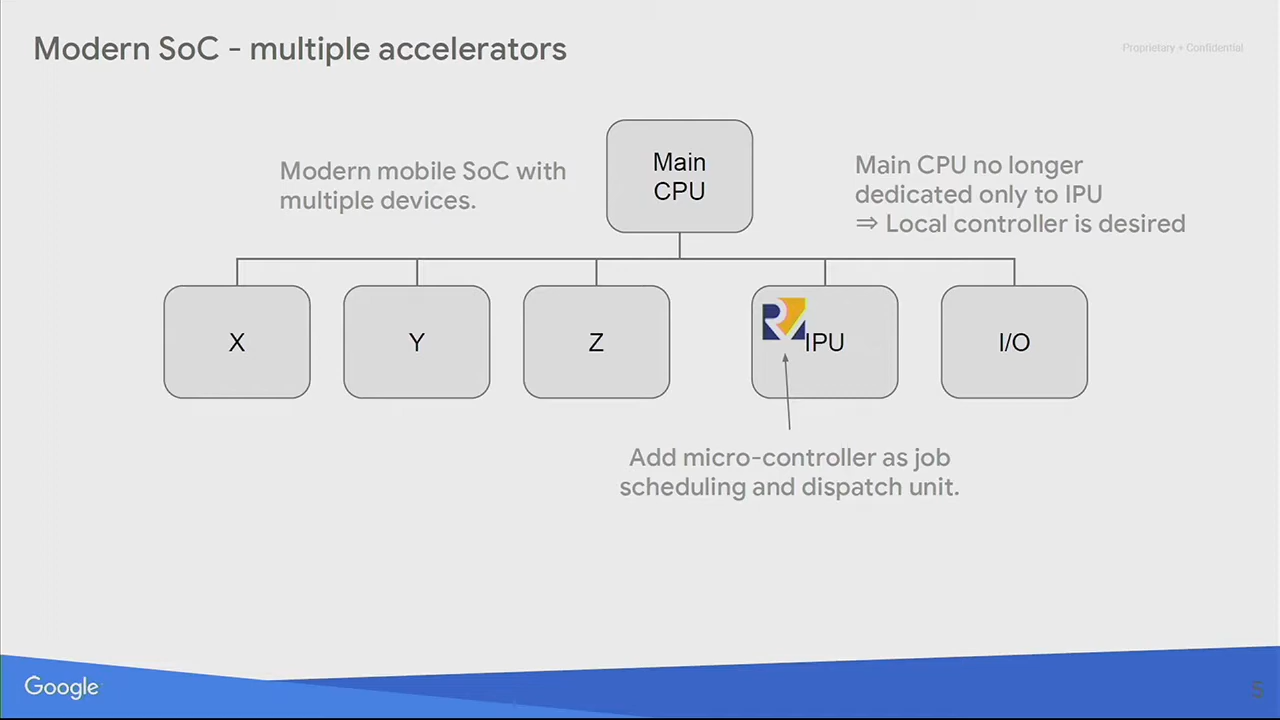 Modern SoC - multiple accelerators
Proprietary + Confidential
Modern mobile SoC with
multiple devices.
Main
CPU
Main CPU no longer
dedicated only to IPU
⇒ Local controller is desired
X
Y
Z
IPU
I/O
Add micro-controller as job
scheduling and dispatch unit.
Google
5